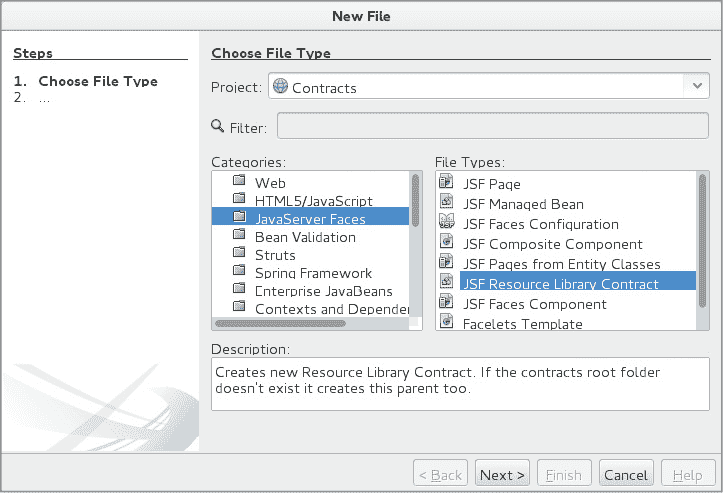 New File
Steps
1. Choose File Type
2. ...
Choose File Type
Project: Contracts
Filter:
Categories:
Web
HTML5/JavaScript
JavaServer Faces
Bean Validation
Struts
Spring Framework
Enterprise JavaBeans
Contexts and Depender
File Types:
JSF Page
JSF Managed Bean
JSF Faces Configuration
JSF Composite Component
JSF Pages from Entity Classes
JSF Resource Library Contract
JSF Faces Component
Facelets Template
Description:
Creates new Resource Library Contract. If the contracts root folder
doesn't exist it creates this parent too.
< Back Next > Finish Cancel Help